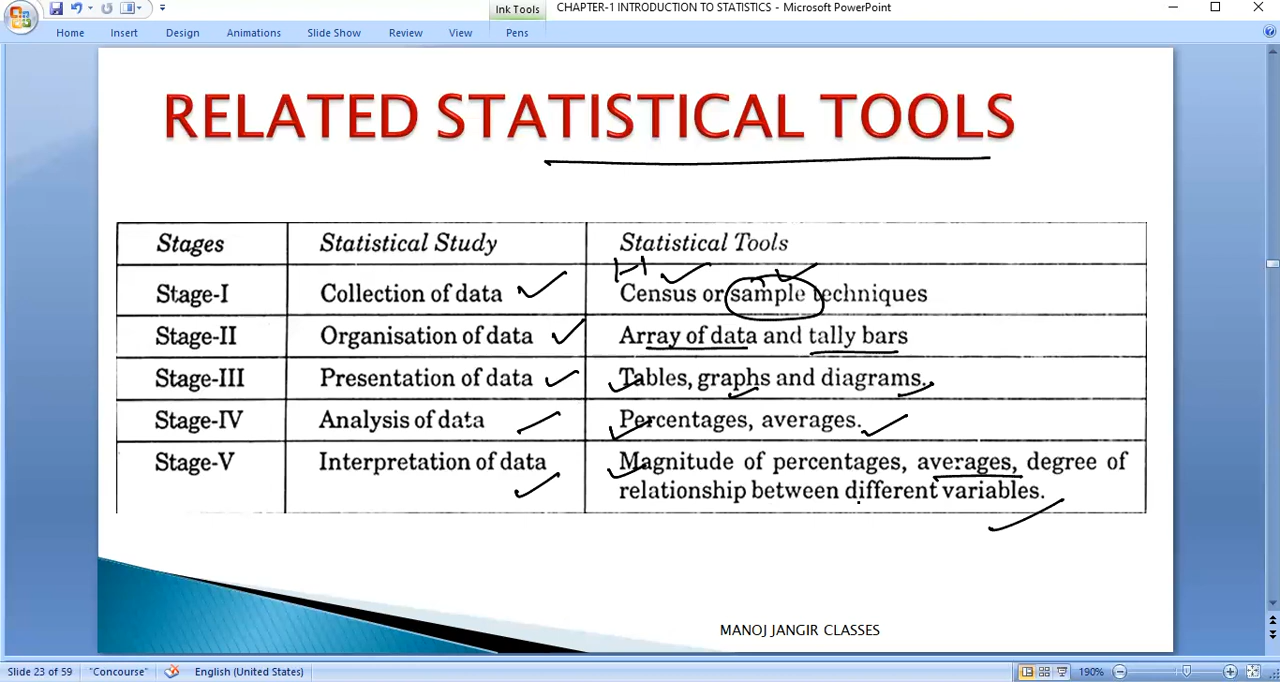 Ink Tools
CHAPTER-1 INTRODUCTION TO STATISTICS - Microsoft PowerPoint
Home Insert Design Animations Slide Show Review View Pens
RELATED STATISTICAL TOOLS
Stages Statistical Study Statistical Tools
Stage-I Collection of data Census or sample techniques
Stage-II Organisation of data Array of data and tally bars
Stage-III Presentation of data Tables, graphs and diagrams.
Stage-IV Analysis of data Percentages, averages.
Stage-V Interpretation of data Magnitude of percentages, averages, degree of
relationship between different variables.
MANOJ JANGIR CLASSES
Slide 23 of 59 "Concourse" English (United States) 190%